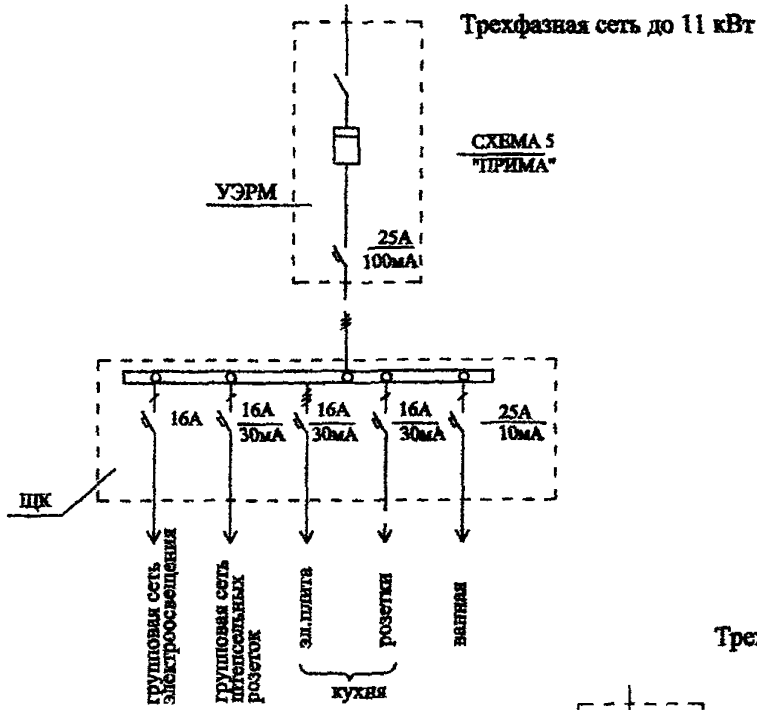 Трехфазная сеть до 11 кВт
СХЕМА 5
"ПРИМА"
УЭРМ
25А
100мА
16А
16А
30мА
16А
30мА
16А
30мА
25А
10мА
ЩК
групповая сеть
электроосвещения
групповая сеть
штепсельных
розеток
эл.плита
розетки
ванная
кухня
Трех